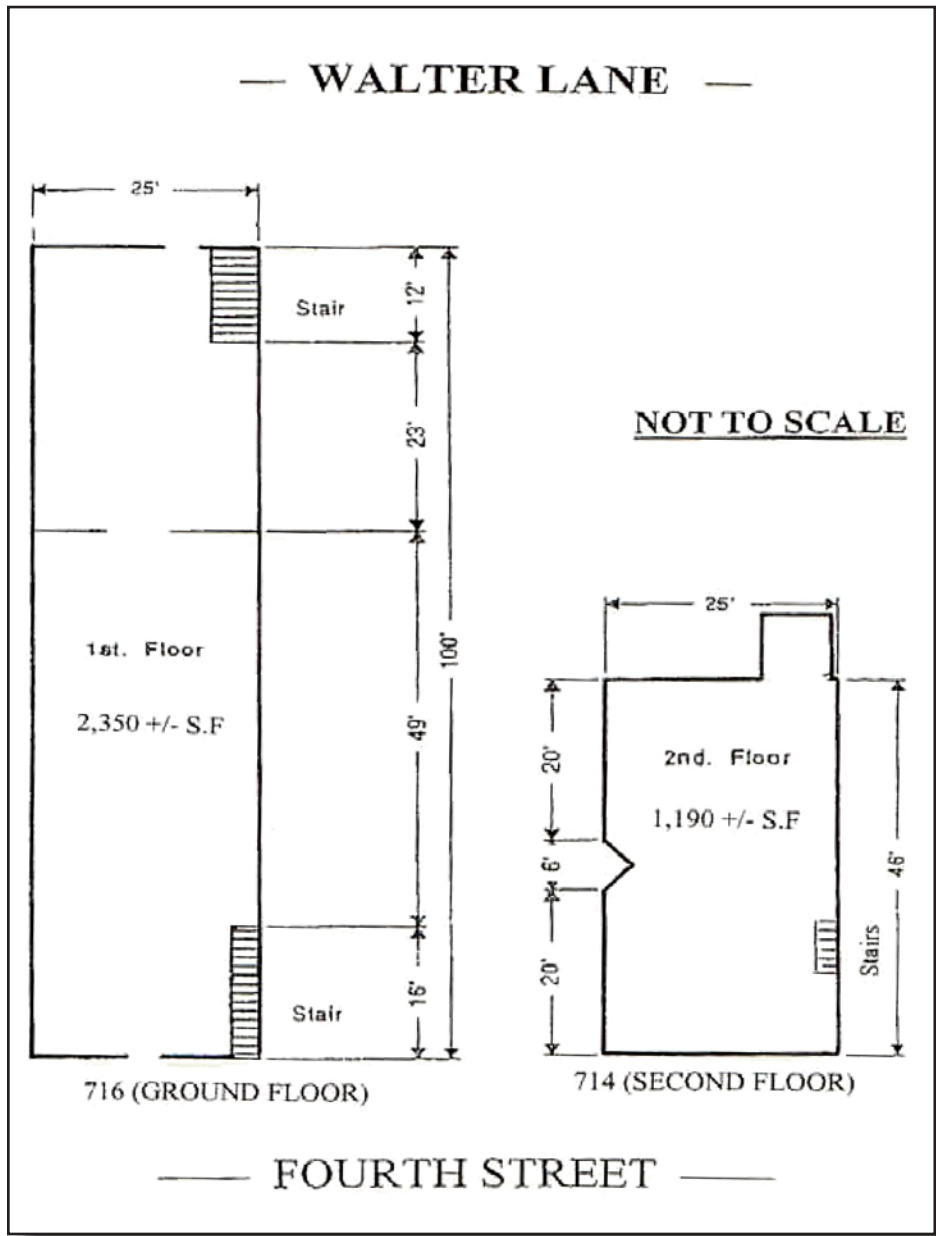 — WALTER LANE —
25'
Stair
12'
23'
NOT TO SCALE
25'
1st. Floor
2,350 +/- S.F
100'
49'
20'
2nd. Floor
1,190 +/- S.F
6'
46'
20'
Stairs
16'
Stair
716 (GROUND FLOOR)
714 (SECOND FLOOR)
— FOURTH STREET —